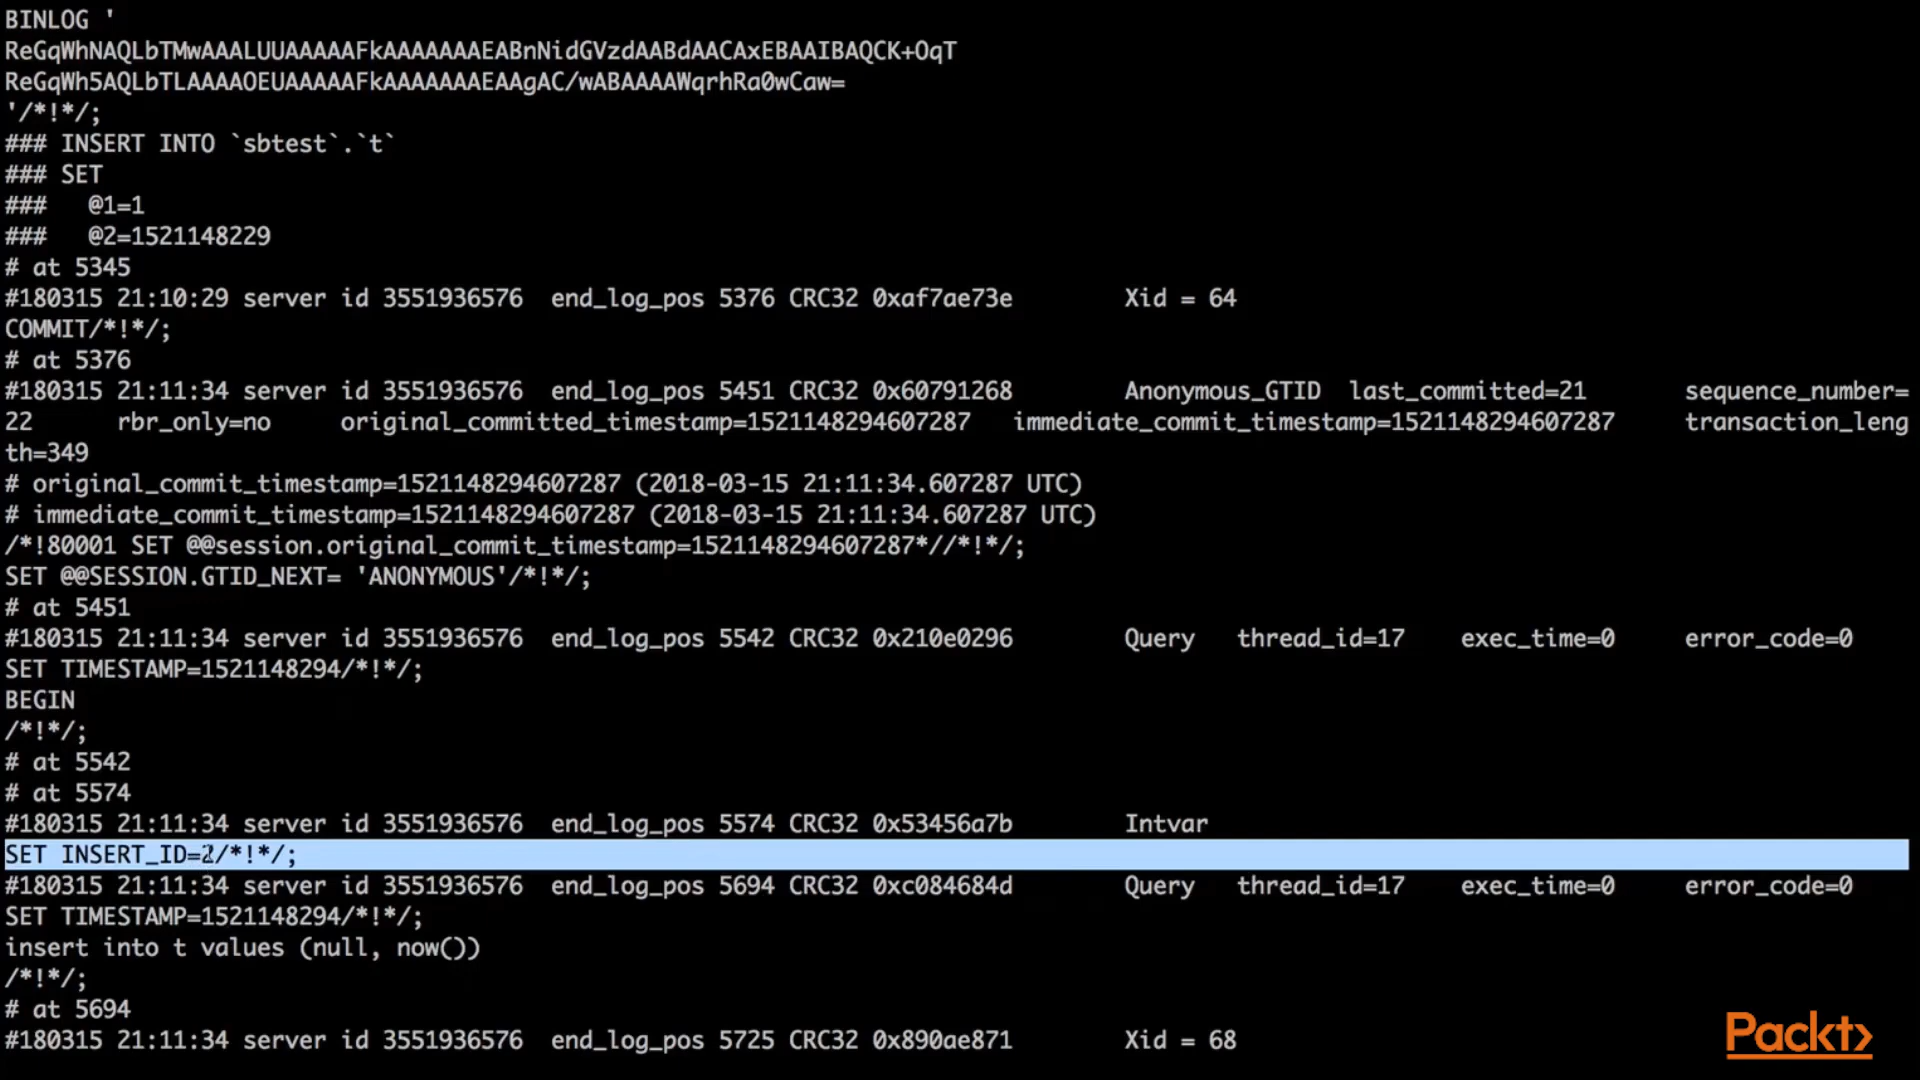 BINLOG '
ReGqWhNAQLbTMwAAALUUAAAAAFkAAAAAAAEABnNidGVzdAABdAACAxEBAAIBAQCK+OqT
ReGqWh5AQLbTLAAAAOEUAAAAAFkAAAAAAAEAAgAC/wABAAAAWqrhRa0wCaw=
'/*!*/;
### INSERT INTO `sbtest`.`t`
### SET
###   @1=1
###   @2=1521148229
# at 5345
#180315 21:10:29 server id 3551936576  end_log_pos 5376 CRC32 0xaf7ae73e        Xid = 64
COMMIT/*!*/;
# at 5376
#180315 21:11:34 server id 3551936576  end_log_pos 5451 CRC32 0x60791268        Anonymous_GTID  last_committed=21       sequence_number=
22      rbr_only=no     original_committed_timestamp=1521148294607287   immediate_commit_timestamp=1521148294607287     transaction_leng
th=349
# original_commit_timestamp=1521148294607287 (2018-03-15 21:11:34.607287 UTC)
# immediate_commit_timestamp=1521148294607287 (2018-03-15 21:11:34.607287 UTC)
/*!80001 SET @@session.original_commit_timestamp=1521148294607287*//*!*/;
SET @@SESSION.GTID_NEXT= 'ANONYMOUS'/*!*/;
# at 5451
#180315 21:11:34 server id 3551936576  end_log_pos 5542 CRC32 0x210e0296        Query   thread_id=17    exec_time=0     error_code=0
SET TIMESTAMP=1521148294/*!*/;
BEGIN
/*!*/;
# at 5542
# at 5574
#180315 21:11:34 server id 3551936576  end_log_pos 5574 CRC32 0x53456a7b        Intvar
SET INSERT_ID=2/*!*/;
#180315 21:11:34 server id 3551936576  end_log_pos 5694 CRC32 0xc084684d        Query   thread_id=17    exec_time=0     error_code=0
SET TIMESTAMP=1521148294/*!*/;
insert into t values (null, now())
/*!*/;
# at 5694
#180315 21:11:34 server id 3551936576  end_log_pos 5725 CRC32 0x890ae871        Xid = 68
Packt>